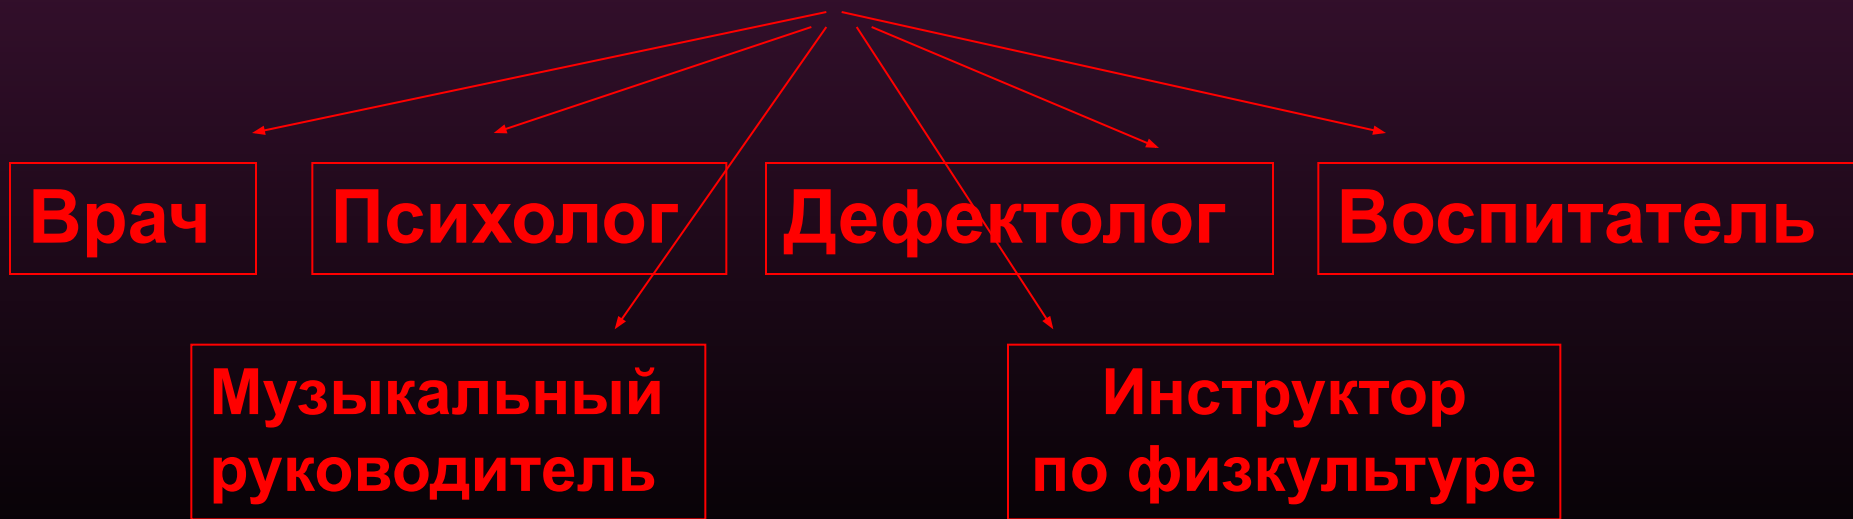 Врач
Психолог
Дефектолог
Воспитатель
Музыкальный
руководитель
Инструктор
по физкультуре